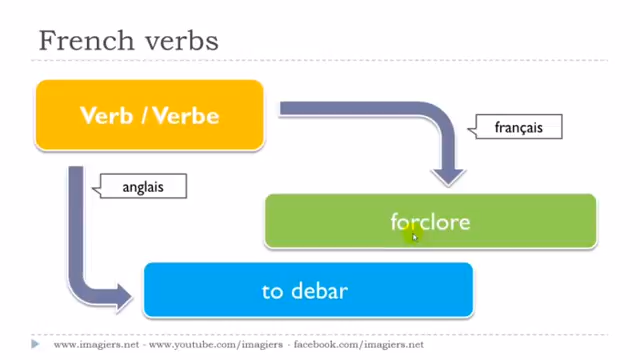 French verbs
Verb / Verbe
français
anglais
forclore
to debar
www.imagiers.net - www.youtube.com/imagiers - facebook.com/imagiers.net